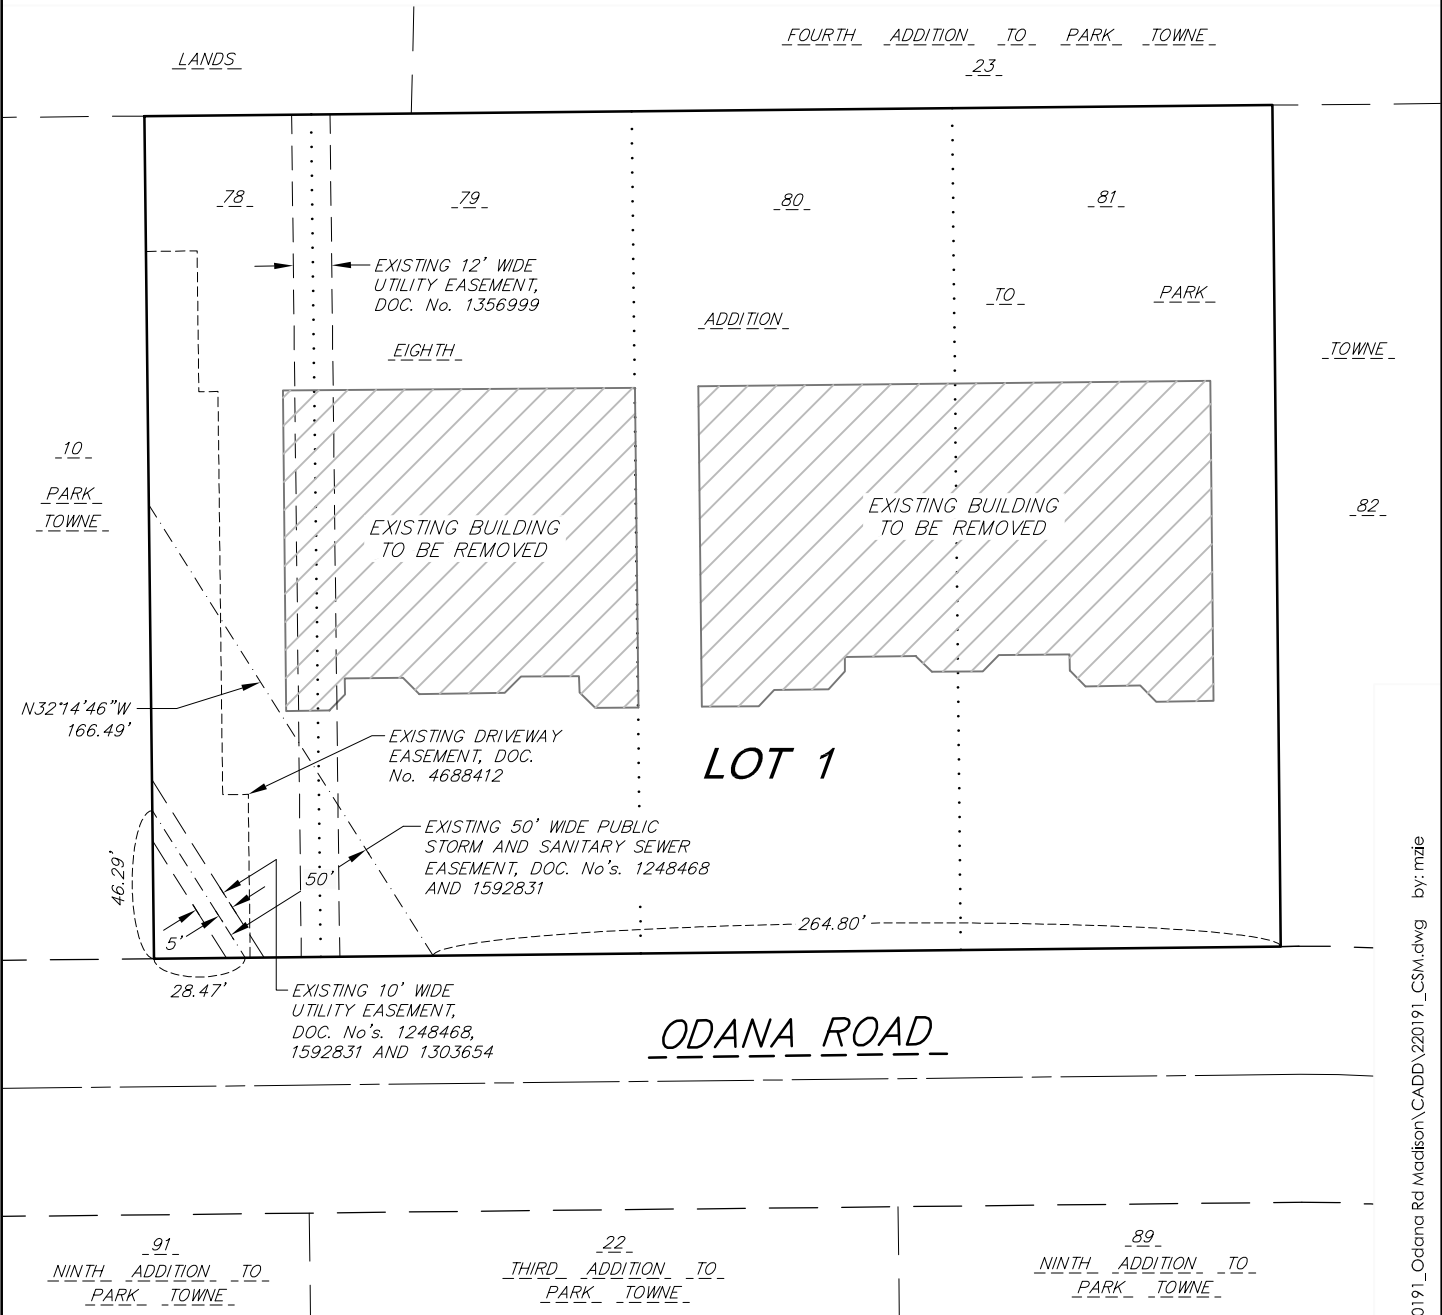 LANDS
FOURTH ADDITION TO PARK TOWNE
23
78
79
80
81
EXISTING 12' WIDE
UTILITY EASEMENT,
DOC. No. 1356999
EIGHTH
ADDITION
TO
PARK
TOWNE
10
PARK
TOWNE
82
EXISTING BUILDING
TO BE REMOVED
EXISTING BUILDING
TO BE REMOVED
N32°14'46"W
166.49'
EXISTING DRIVEWAY
EASEMENT, DOC.
No. 4688412
LOT 1
EXISTING 50' WIDE PUBLIC
STORM AND SANITARY SEWER
EASEMENT, DOC. No's. 1248468
AND 1592831
46.29'
50'
5'
264.80'
28.47'
EXISTING 10' WIDE
UTILITY EASEMENT,
DOC. No's. 1248468,
1592831 AND 1303654
ODANA ROAD
91
NINTH ADDITION TO
PARK TOWNE
22
THIRD ADDITION TO
PARK TOWNE
89
NINTH ADDITION TO
PARK TOWNE
0191_Odana Rd Madison\CADD\220191_CSM.dwg by: mzie